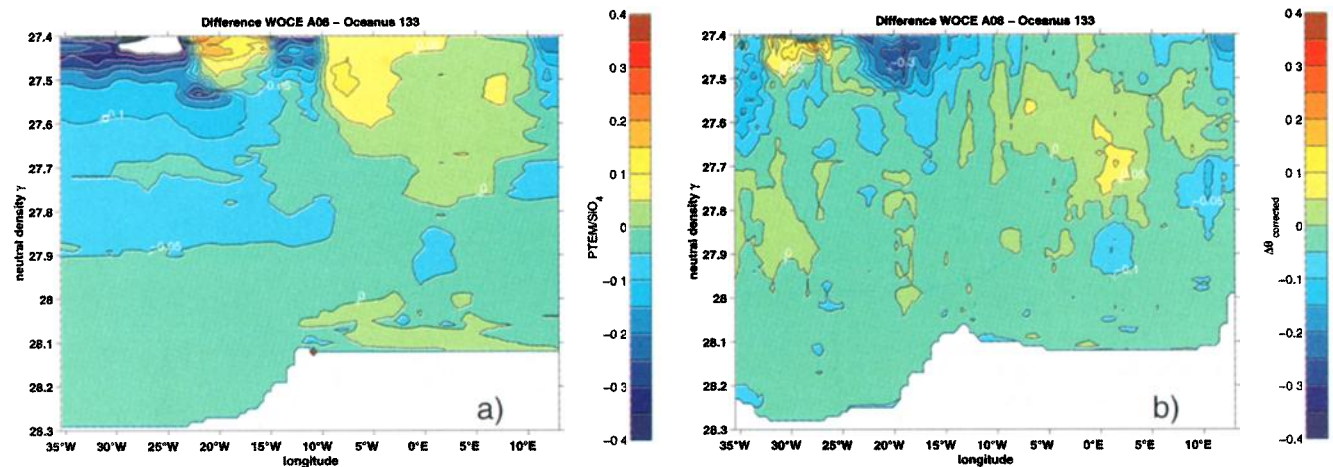 Difference WOCE A08 – Oceanus 133
27.4
27.5
27.6
27.7
27.8
27.9
28
28.1
28.2
28.3
neutral density γ
35°W
30°W
25°W
20°W
15°W
10°W
5°W
0°E
5°E
10°E
longitude
−0.05
−0.1
−0.05
0
0
a)
0.4
0.3
0.2
0.1
0
−0 1
−0 2
−0 3
−0 4
PTEM/SiO4
Difference WOCE A08 – Oceanus 133
27.4
27.5
27.6
27.7
27.8
27.9
28
28.1
28.2
28.3
neutral density γ
35°W
30°W
25°W
20°W
15°W
10°W
5°W
0°E
5°E
10°E
longitude
−0.3
0
0
−0.05
−0.1
b)
0 4
0.3
0.2
0.1
0
−0.1
−0.2
−0.3
−0.4
Δθ corrected